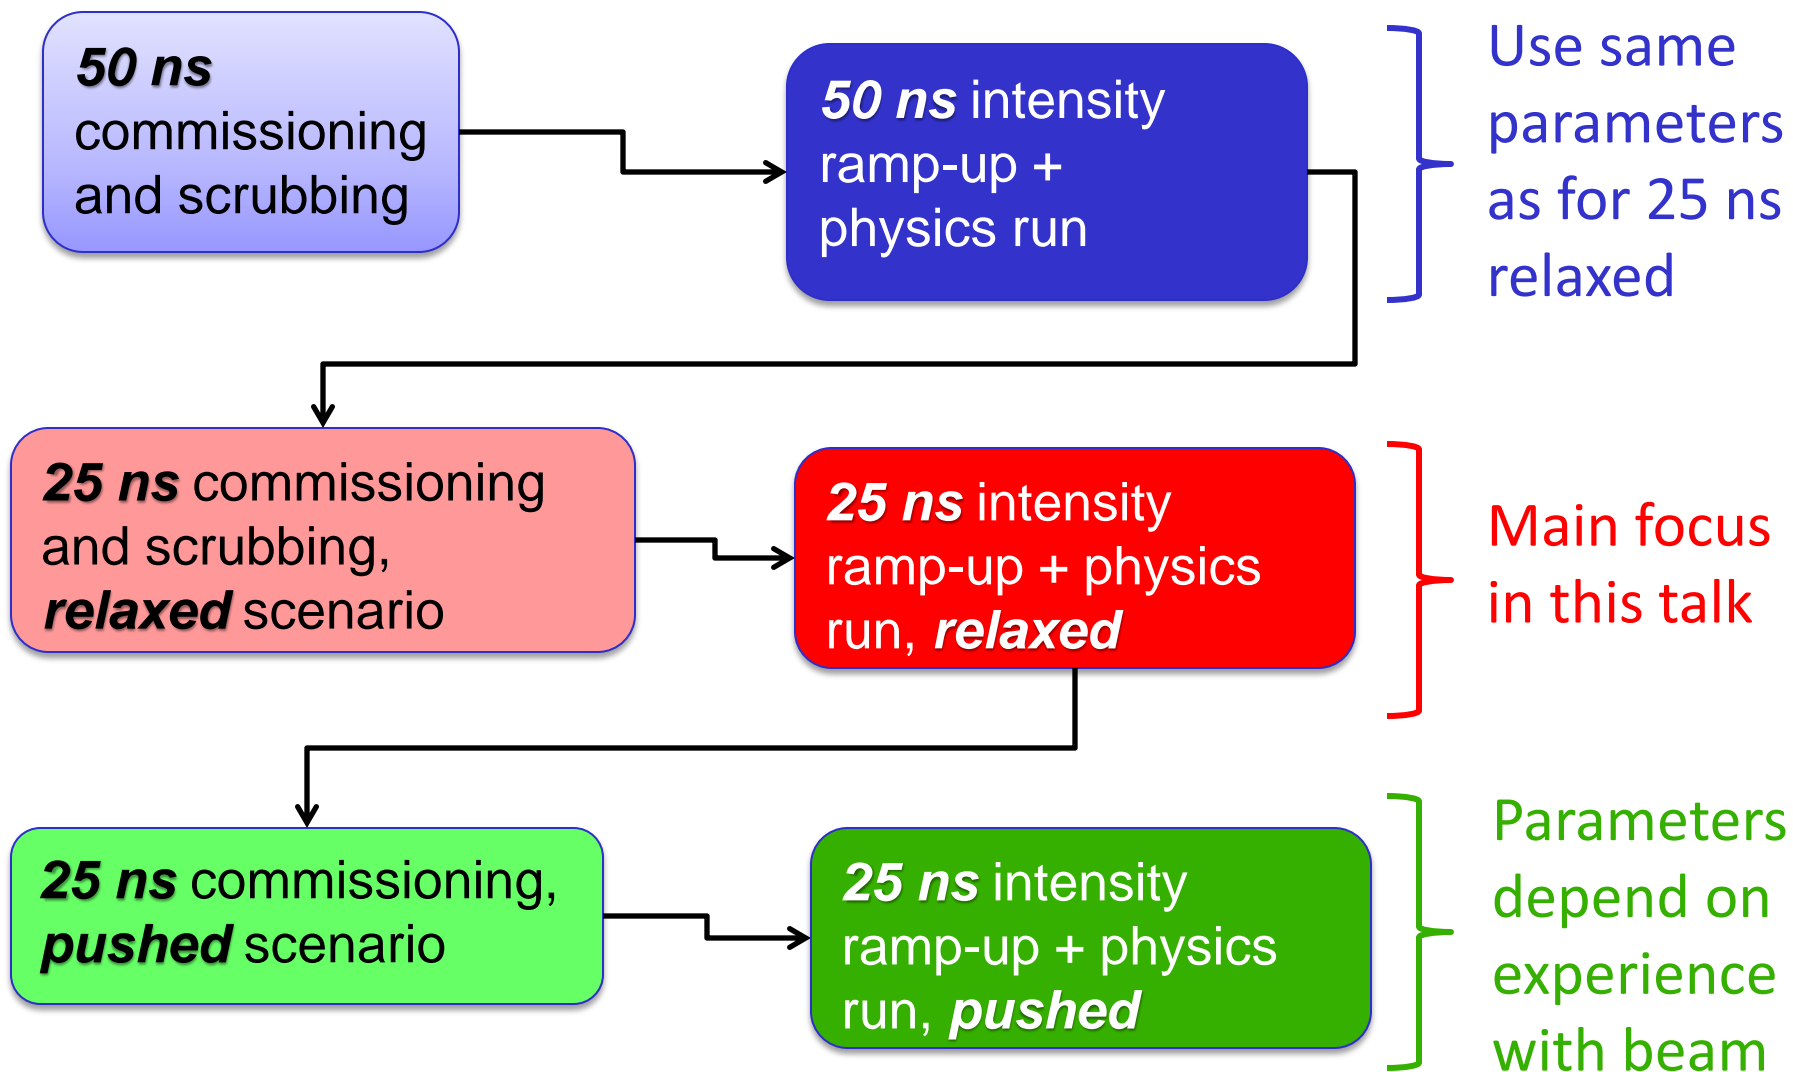 50 ns
commissioning
and scrubbing
50 ns intensity
ramp-up +
physics run
Use same
parameters
as for 25 ns
relaxed
25 ns commissioning
and scrubbing,
relaxed scenario
25 ns intensity
ramp-up + physics
run, relaxed
Main focus
in this talk
25 ns commissioning,
pushed scenario
25 ns intensity
ramp-up + physics
run, pushed
Parameters
depend on
experience
with beam